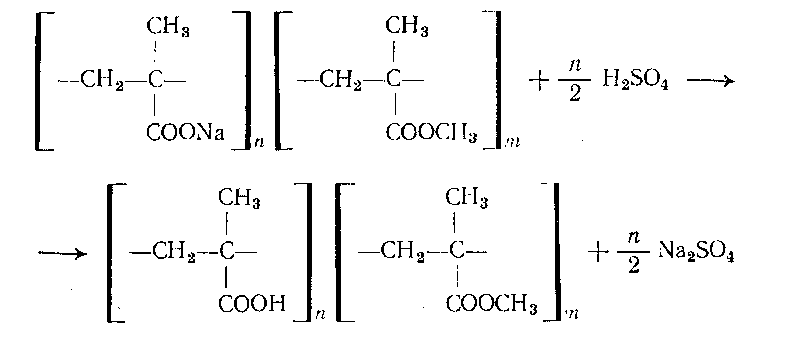 CH₃ CH₃
—CH₂—C— —CH₂—C— + n/2 H₂SO₄ →
COONa n COOCH₃ m
→ CH₃ CH₃
—CH₂—C— —CH₂—C— + n/2 Na₂SO₄
COOH n COOCH₃ m